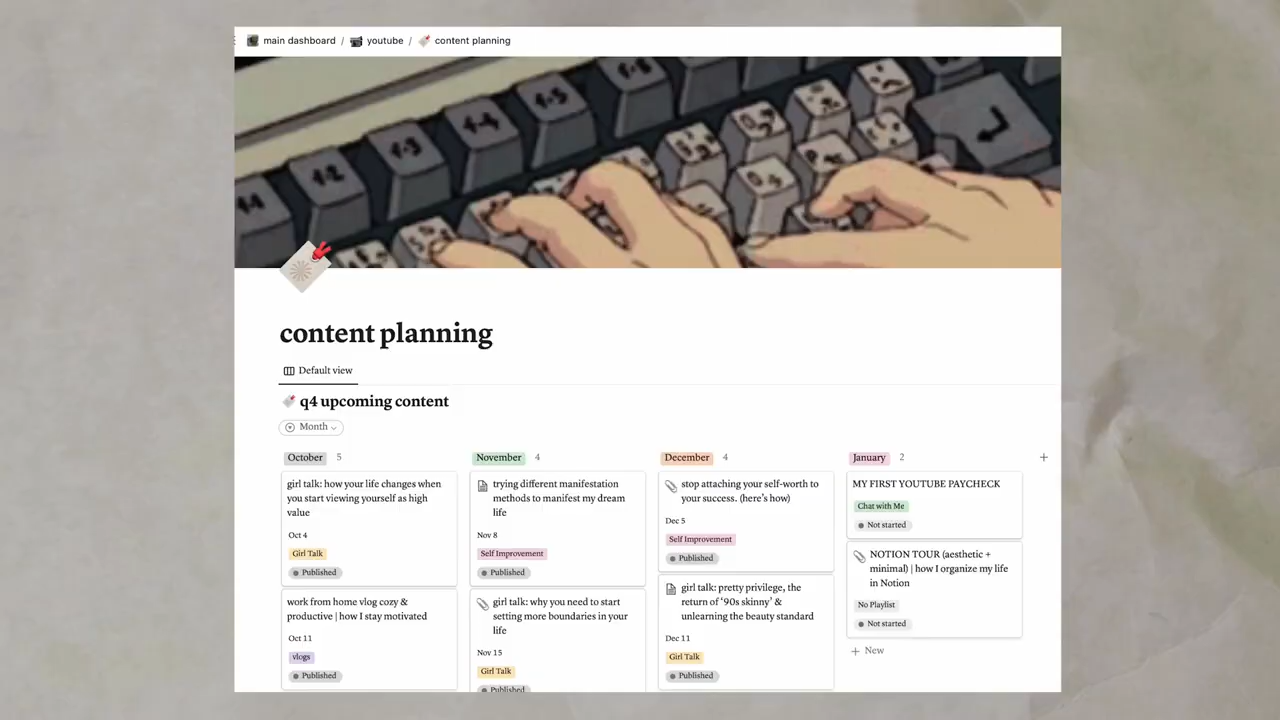 main dashboard / youtube / content planning
f-6
f-5
f-4
f-3
f-2
content planning
Default view
q4 upcoming content
Month
October 5
girl talk: how your life changes when
you start viewing yourself as high
value
Oct 4
Girl Talk
Published
work from home vlog cozy &
productive | how I stay motivated
Oct 11
vlogs
Published
November 4
trying different manifestation
methods to manifest my dream
life
Nov 8
Self Improvement
Published
girl talk: why you need to start
setting more boundaries in your
life
Nov 15
Girl Talk
Published
December 4
stop attaching your self-worth to
your success. (here's how)
Dec 5
Self Improvement
Published
girl talk: pretty privilege, the
return of '90s skinny' &
unlearning the beauty standard
Dec 11
Girl Talk
Published
January 2
MY FIRST YOUTUBE PAYCHECK
Chat with Me
Not started
NOTION TOUR (aesthetic +
minimal) | how I organize my life
in Notion
No Playlist
Not started
+ New